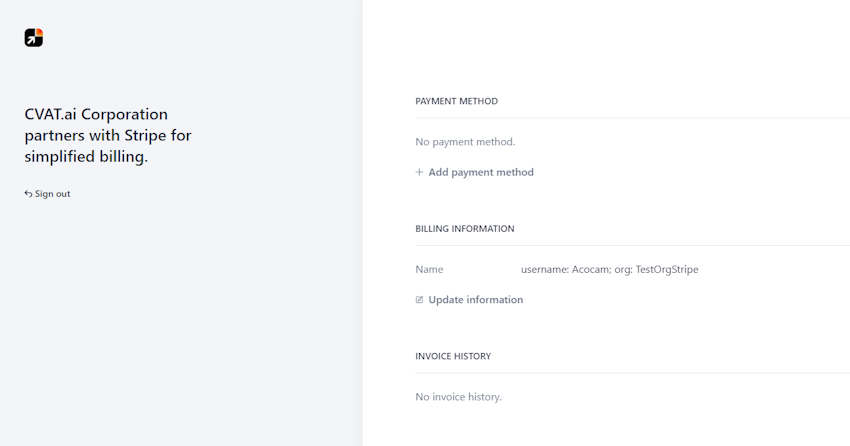 CVAT.ai Corporation
partners with Stripe for
simplified billing.
Sign out
PAYMENT METHOD
No payment method.
+ Add payment method
BILLING INFORMATION
Name username: Acocam; org: TestOrgStripe
Update information
INVOICE HISTORY
No invoice history.